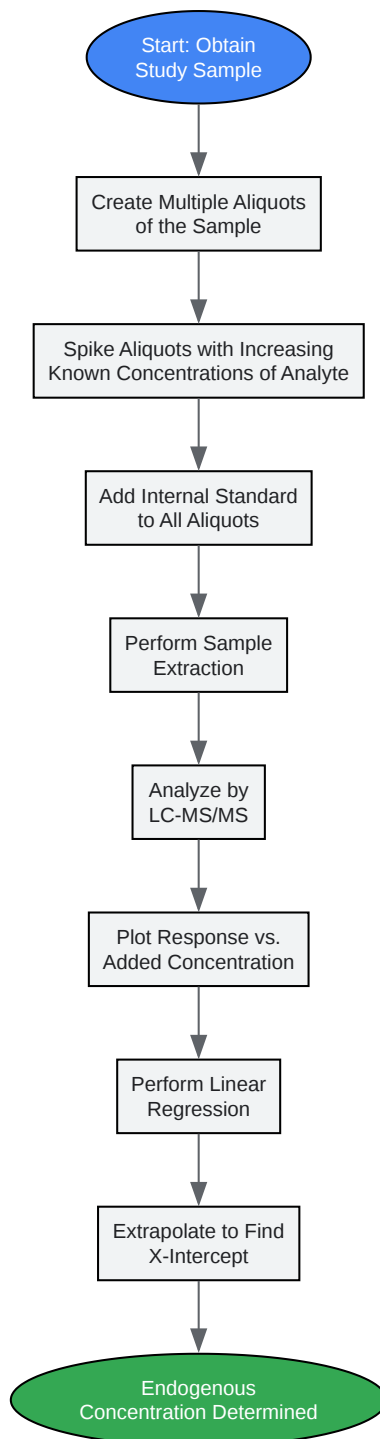 Start: Obtain
Study Sample
Create Multiple Aliquots
of the Sample
Spike Aliquots with Increasing
Known Concentrations of Analyte
Add Internal Standard
to All Aliquots
Perform Sample
Extraction
Analyze by
LC-MS/MS
Plot Response vs.
Added Concentration
Perform Linear
Regression
Extrapolate to Find
X-Intercept
Endogenous
Concentration Determined